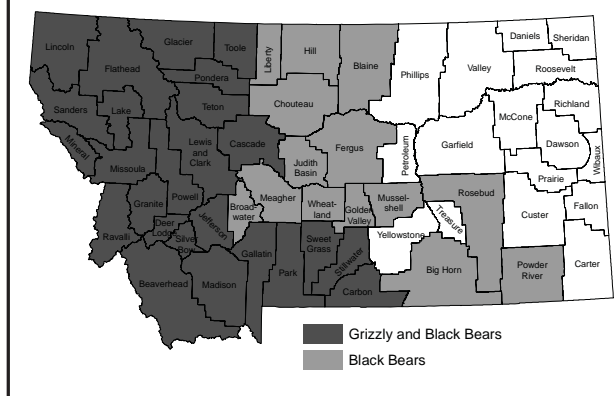 Lincoln
Flathead
Glacier
Toole
Liberty
Hill
Blaine
Phillips
Valley
Daniels
Sheridan
Roosevelt
Pondera
Teton
Chouteau
Sanders
Lake
Mineral
Missoula
Lewis
and
Clark
Cascade
Judith
Basin
Fergus
Petroleum
Garfield
McCone
Richland
Dawson
Wibaux
Prairie
Granite
Powell
Deer
Lodge
Silver
Bow
Jefferson
Broad-
water
Meagher
Wheat-
land
Golden
Valley
Mussel-
shell
Rosebud
Treasure
Yellowstone
Custer
Fallon
Ravalli
Beaverhead
Madison
Gallatin
Park
Sweet
Grass
Stillwater
Carbon
Big Horn
Powder
River
Carter
Grizzly and Black Bears
Black Bears